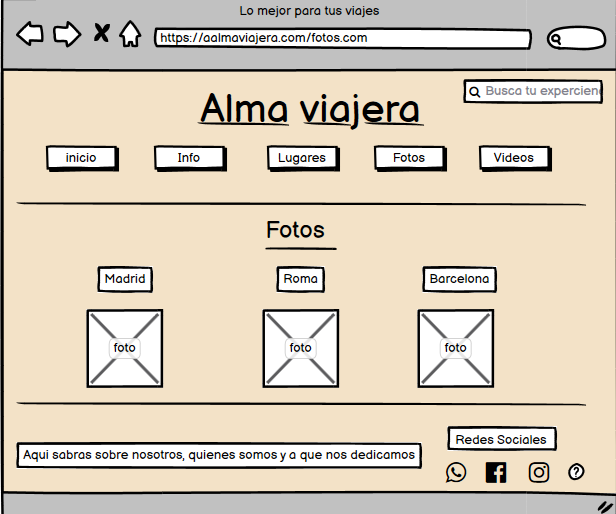 Lo mejor para tus viajes
https://aalmaviajera.com/fotos.com
Busca tu expercien
Alma viajera
inicio
Info
Lugares
Fotos
Videos
Fotos
Madrid
Roma
Barcelona
foto
foto
foto
Redes Sociales
Aqui sabras sobre nosotros, quienes somos y a que nos dedicamos
?